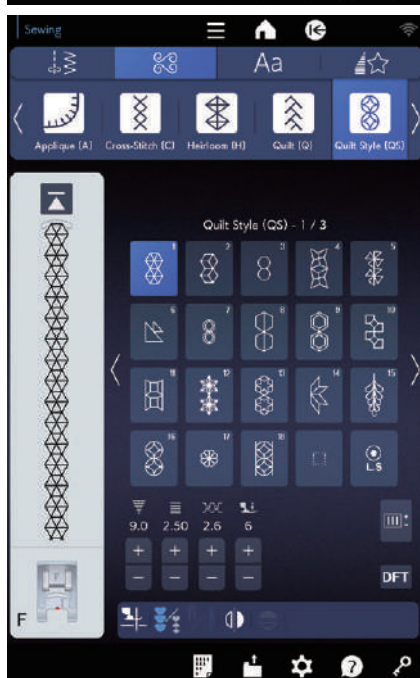 Sewing
Aa
Applique (A) Cross-Stitch (C) Heirloom (H) Quilt (Q) Quilt Style (QS)
Quilt Style (QS) - 1 / 3
1 2 3 4 5
6 7 8 9 10
11 12 13 14 15
16 17 18 L.S
9.0 2.50 2.6 6
+ + + +
- - - -
DFT
F
?